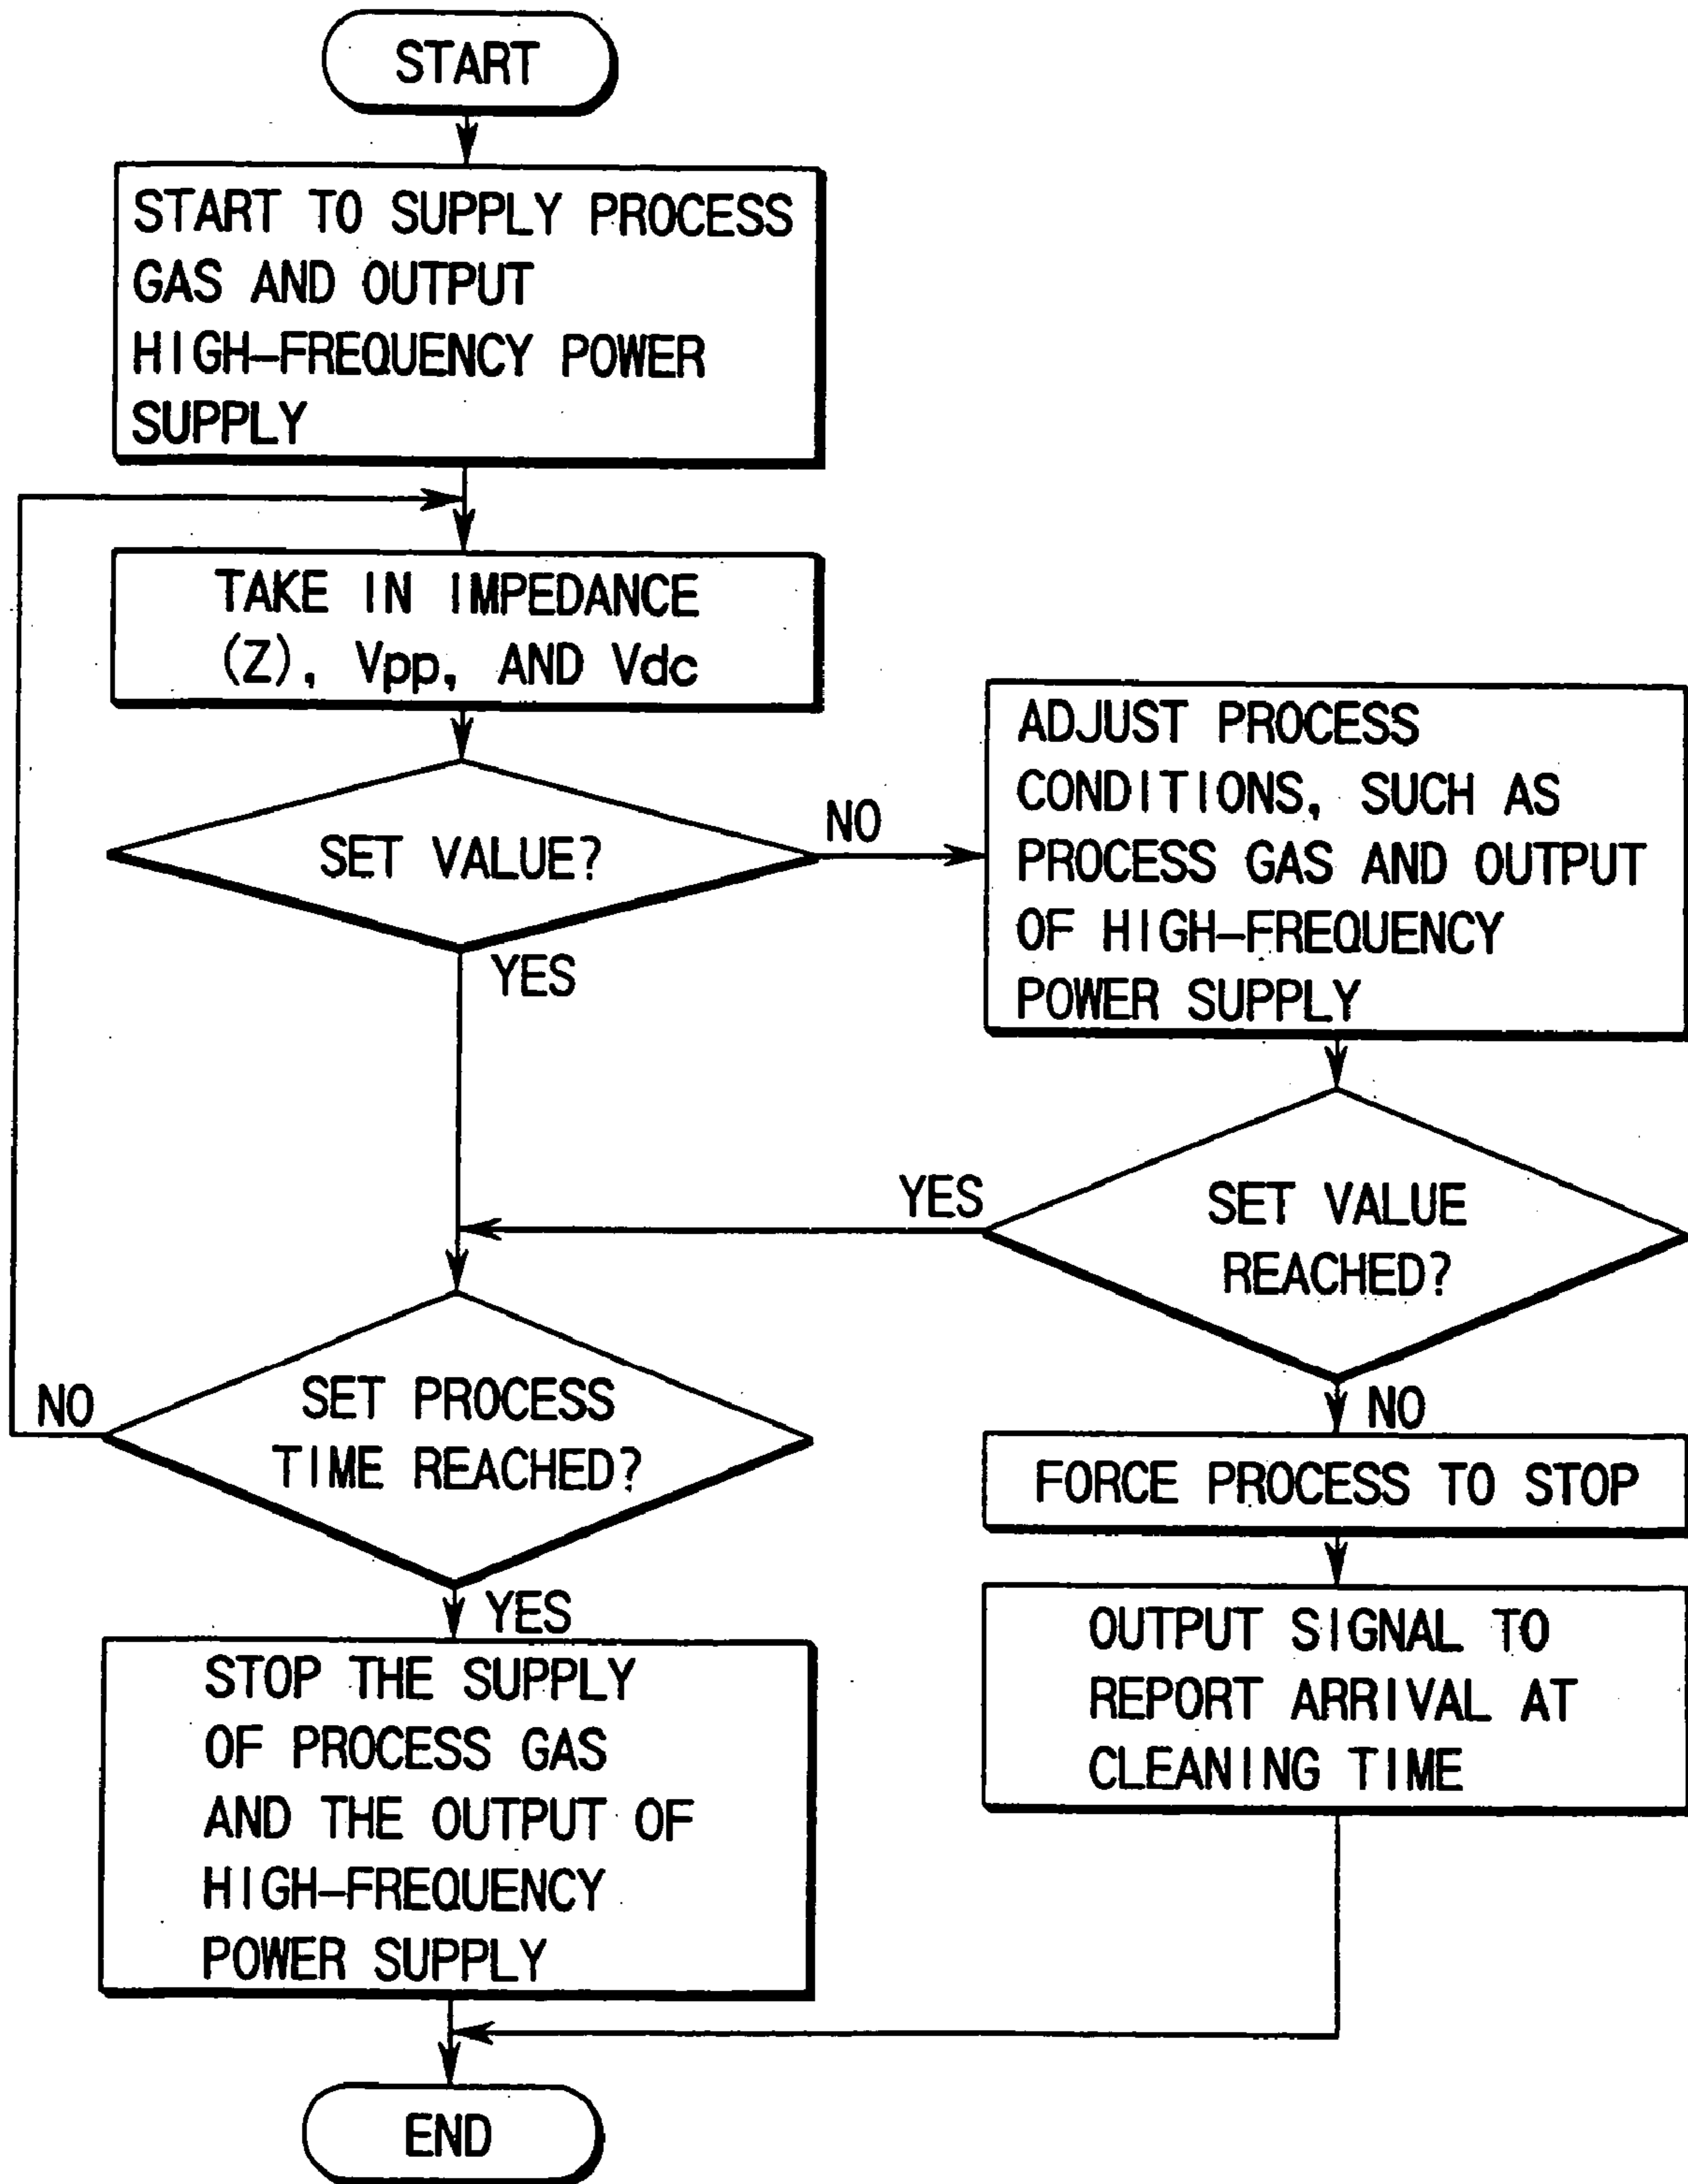 START
START TO SUPPLY PROCESS
GAS AND OUTPUT
HIGH-FREQUENCY POWER
SUPPLY
TAKE IN IMPEDANCE
(Z), Vpp, AND Vdc
SET VALUE?
NO
YES
ADJUST PROCESS
CONDITIONS, SUCH AS
PROCESS GAS AND OUTPUT
OF HIGH-FREQUENCY
POWER SUPPLY
SET VALUE
REACHED?
YES
NO
SET PROCESS
TIME REACHED?
NO
YES
FORCE PROCESS TO STOP
OUTPUT SIGNAL TO
REPORT ARRIVAL AT
CLEANING TIME
STOP THE SUPPLY
OF PROCESS GAS
AND THE OUTPUT OF
HIGH-FREQUENCY
POWER SUPPLY
END